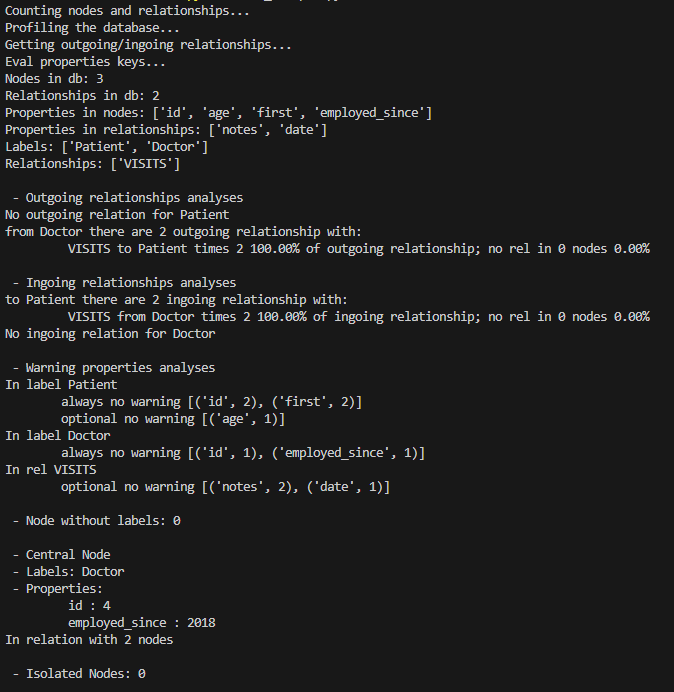 Counting nodes and relationships...
Profiling the database...
Getting outgoing/ingoing relationships...
Eval properties keys...
Nodes in db: 3
Relationships in db: 2
Properties in nodes: ['id', 'age', 'first', 'employed_since']
Properties in relationships: ['notes', 'date']
Labels: ['Patient', 'Doctor']
Relationships: ['VISITS']

 - Outgoing relationships analyses
No outgoing relation for Patient
from Doctor there are 2 outgoing relationship with:
        VISITS to Patient times 2 100.00% of outgoing relationship; no rel in 0 nodes 0.00%

 - Ingoing relationships analyses
to Patient there are 2 ingoing relationship with:
        VISITS from Doctor times 2 100.00% of ingoing relationship; no rel in 0 nodes 0.00%
No ingoing relation for Doctor

 - Warning properties analyses
In label Patient
        always no warning [('id', 2), ('first', 2)]
        optional no warning [('age', 1)]
In label Doctor
        always no warning [('id', 1), ('employed_since', 1)]
In rel VISITS
        optional no warning [('notes', 2), ('date', 1)]

 - Node without labels: 0

 - Central Node
 - Labels: Doctor
 - Properties:
        id : 4
        employed_since : 2018
In relation with 2 nodes

 - Isolated Nodes: 0